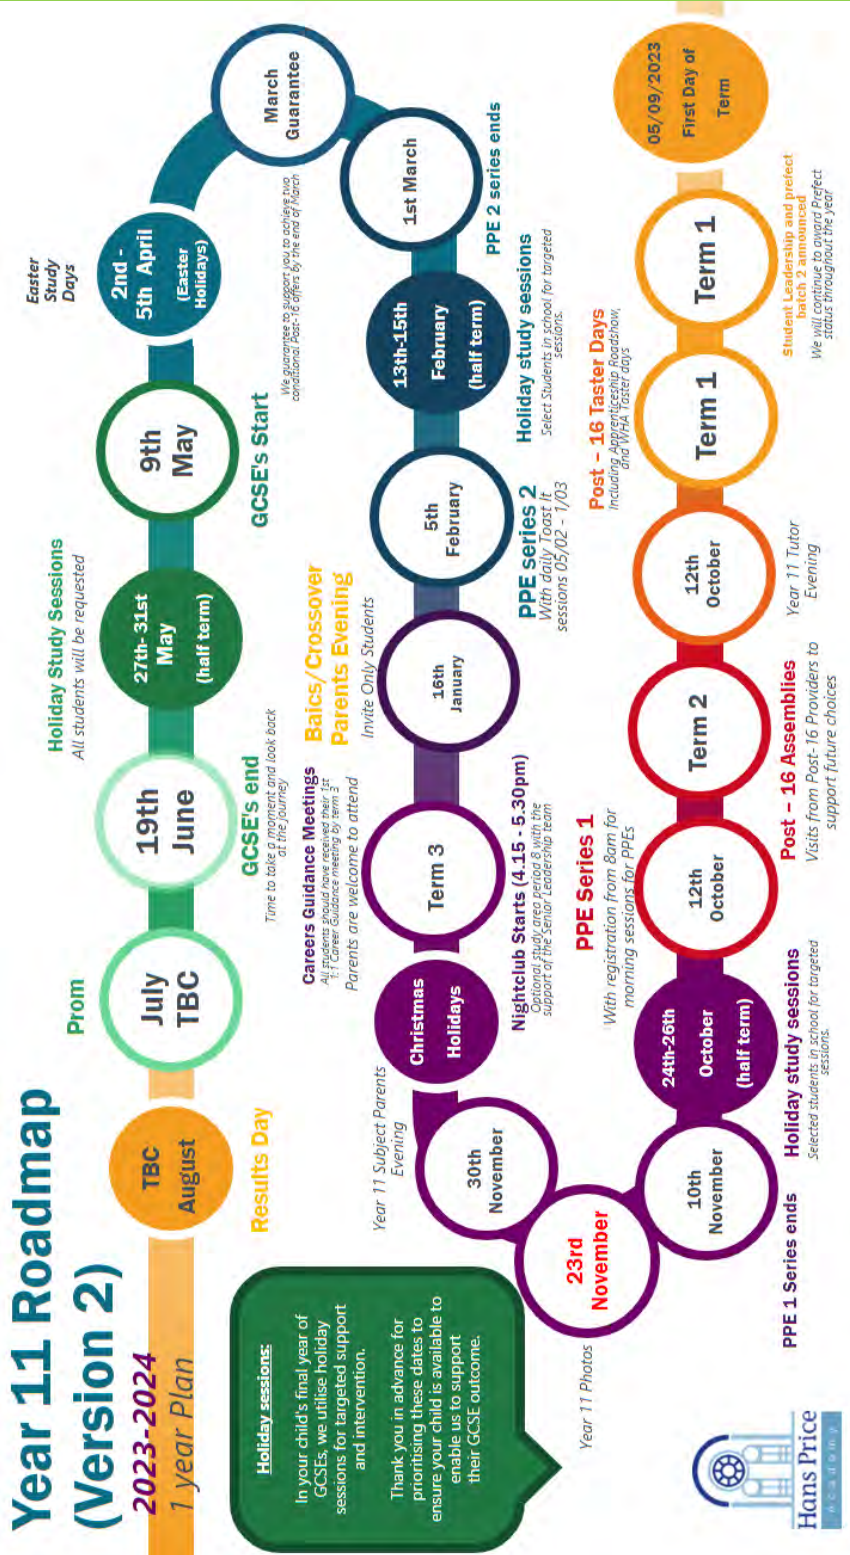 Year 11 Roadmap
(Version 2)
2023-2024
1 year Plan
05/09/2023
First Day of
Term
Term 1
Student Leadership and prefect
batch 2 announced
We will continue to award Prefect
status throughout the year
Term 1
Post – 16 Taster Days
Including Apprenticeship Roadshow,
and WHA Taster days
12th
October
Year 11 Tutor
Evening
Term 2
Post – 16 Assemblies
Visits from Post-16 Providers to
support future choices
12th
October
PPE Series 1
With registration from 8am for
morning sessions for PPEs
24th-26th
October
(half term)
Holiday study sessions
Selected students in school for targeted
sessions.
10th
November
PPE 1 Series ends
23rd
November
Year 11 Photos
30th
November
Year 11 Subject Parents
Evening
Christmas
Holidays
Term 3
Nightclub Starts (4.15 - 5.30pm)
Optional study area period 8 with the
support of the Senior Leadership team
Careers Guidance Meetings
All students should have received their 1st
1:1 Career Guidance meeting by term 3
Parents are welcome to attend
16th
January
Baics/Crossover
Parents Evening
Invite Only Students
5th
February
PPE series 2
With daily Toast It
sessions 05/02 - 1/03
13th-15th
February
(half term)
Holiday study sessions
Select Students in school for targeted
sessions.
1st March
PPE 2 series ends
March
Guarantee
We guarantee to support you to achieve two
conditional Post-16 offers by the end of March
2nd -
5th April
(Easter
Holidays)
Easter
Study
Days
9th
May
GCSE's Start
27th- 31st
May
(half term)
Holiday Study Sessions
All students will be requested
19th
June
GCSE's end
Time to take a moment and look back
at the journey
July
TBC
Prom
TBC
August
Results Day
Holiday sessions:
In your child's final year of
GCSEs, we utilise holiday
sessions for targeted support
and intervention.
Thank you in advance for
prioritising these dates to
ensure your child is available to
enable us to support
their GCSE outcome.
Hans Price
Academy